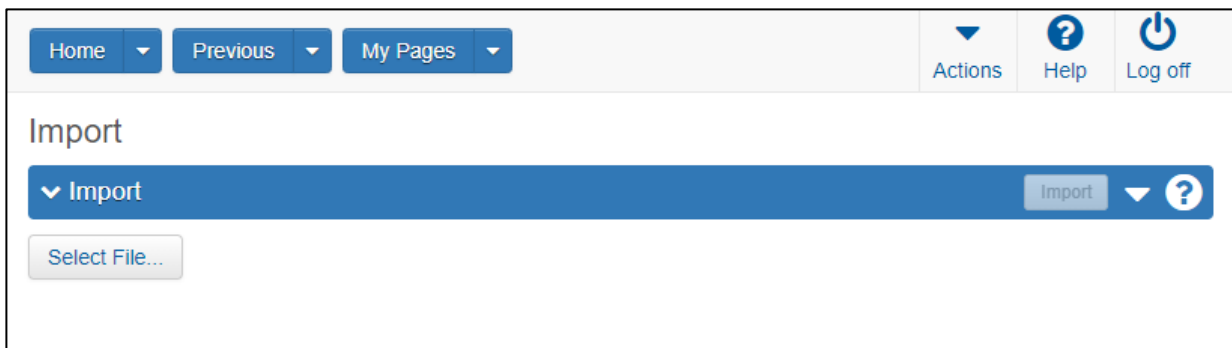 Home Previous My Pages
Actions Help Log off
Import
Import Import
Select File...